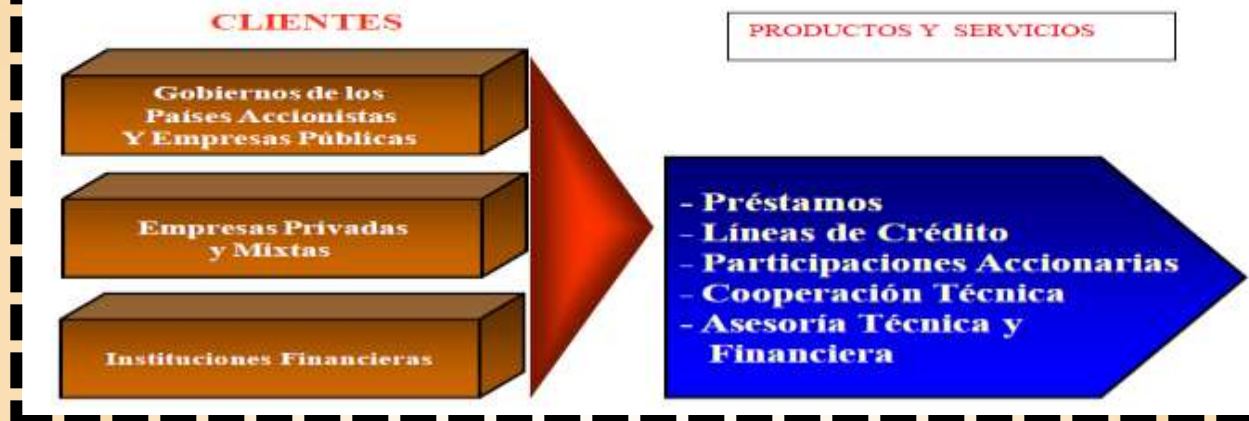 CLIENTES
Gobiernos de los
Países Accionistas
Y Empresas Públicas
Empresas Privadas
y Mixtas
Instituciones Financieras
PRODUCTOS Y SERVICIOS
- Préstamos
- Líneas de Crédito
- Participaciones Accionarias
- Cooperación Técnica
- Asesoría Técnica y
Financiera